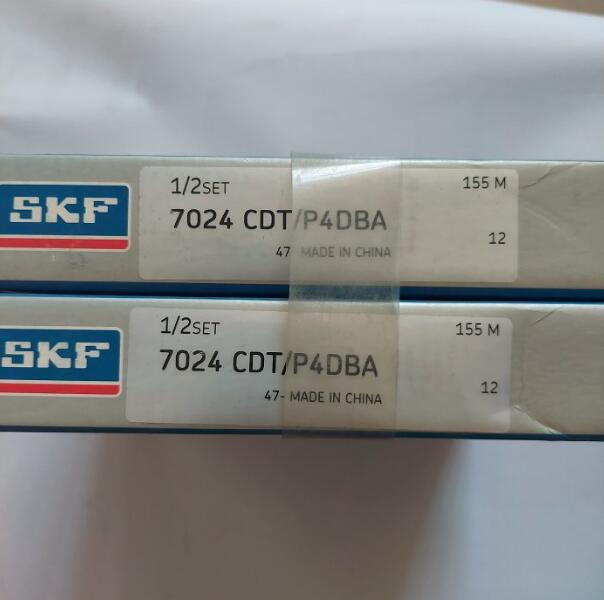 1/2SET
155 M
SKF
7024 CDT/P4DBA
12
47- MADE IN CHINA
1/2SET
155 M
SKF
7024 CDT/P4DBA
12
47- MADE IN CHINA